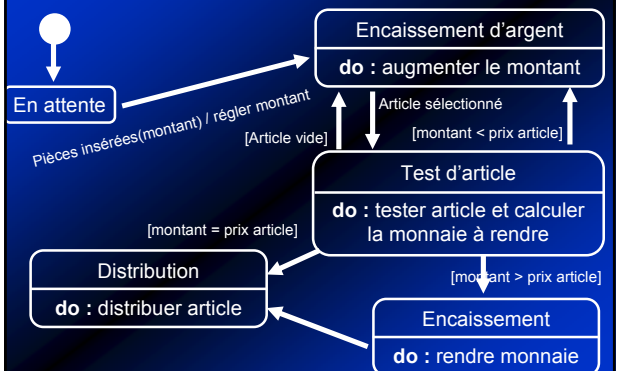 Encaissement d'argent
do : augmenter le montant
En attente
Pièces insérées(montant) / régler montant
Article sélectionné
[Article vide]
[montant < prix article]
Test d'article
do : tester article et calculer
la monnaie à rendre
[montant = prix article]
Distribution
do : distribuer article
[montant > prix article]
Encaissement
do : rendre monnaie